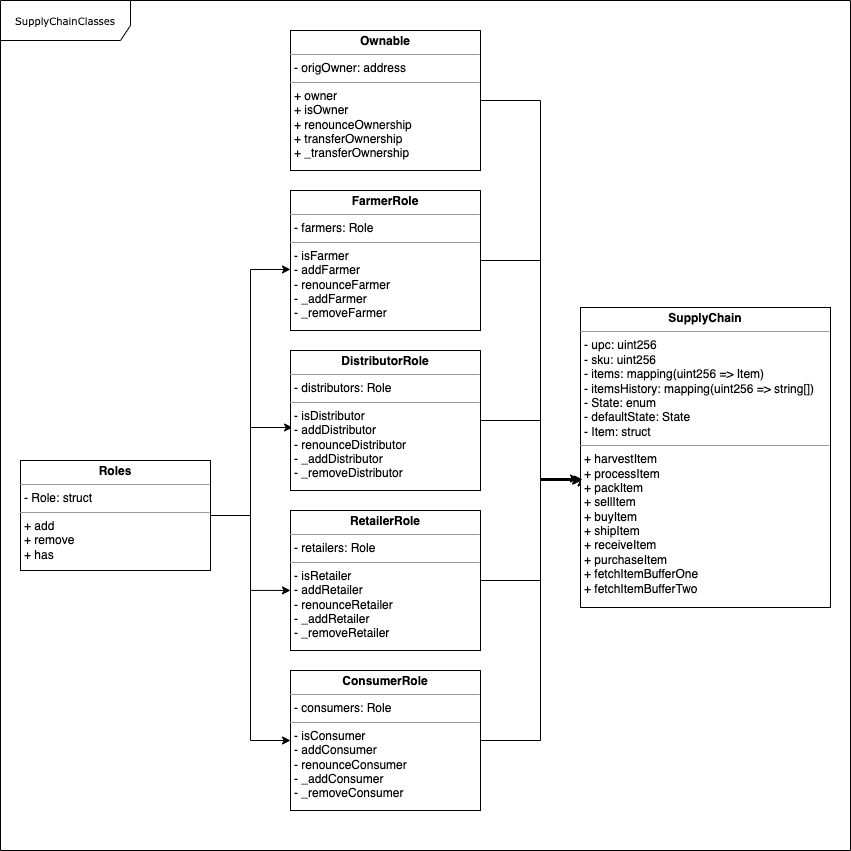 SupplyChainClasses
Ownable
- origOwner: address
+ owner
+ isOwner
+ renounceOwnership
+ transferOwnership
+ _transferOwnership
FarmerRole
- farmers: Role
- isFarmer
- addFarmer
- renounceFarmer
- _addFarmer
- _removeFarmer
DistributorRole
- distributors: Role
- isDistributor
- addDistributor
- renounceDistributor
- _addDistributor
- _removeDistributor
Roles
- Role: struct
+ add
+ remove
+ has
RetailerRole
- retailers: Role
- isRetailer
- addRetailer
- renounceRetailer
- _addRetailer
- _removeRetailer
ConsumerRole
- consumers: Role
- isConsumer
- addConsumer
- renounceConsumer
- _addConsumer
- _removeConsumer
SupplyChain
- upc: uint256
- sku: uint256
- items: mapping(uint256 => Item)
- itemsHistory: mapping(uint256 => string[])
- State: enum
- defaultState: State
- Item: struct
+ harvestItem
+ processItem
+ packItem
+ sellItem
+ buyItem
+ shipItem
+ receiveItem
+ purchaseItem
+ fetchItemBufferOne
+ fetchItemBufferTwo